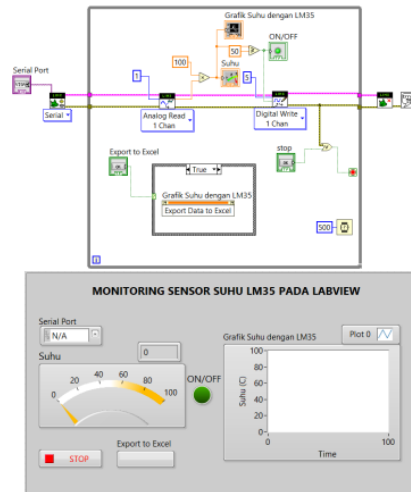 Grafik Suhu dengan LM35
ON/OFF
50
100
Suhu
Serial Port
1
5
Serial
Analog Read
1 Chan
Digital Write
1 Chan
Export to Excel
stop
True
Grafik Suhu dengan LM35
Export Data to Excel
500
i
MONITORING SENSOR SUHU LM35 PADA LABVIEW
Serial Port
N/A
Suhu
0
0
20
40
60
80
100
ON/OFF
STOP
Export to Excel
Grafik Suhu dengan LM35
Plot 0
Suhu (C)
100
80
60
40
20
0
0
100
Time